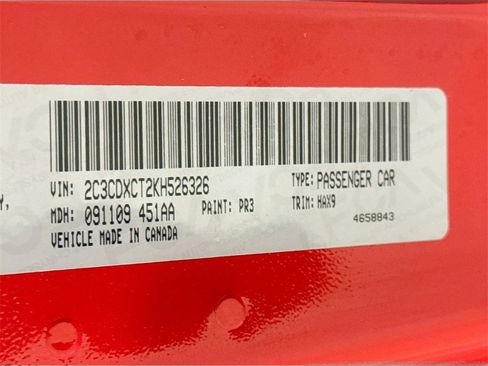 VIN: 2C3CDXCT2KH526326 TYPE: PASSENGER CAR
MDH: 091109 451AA PAINT: PR3 TRIM: HAX9
VEHICLE MADE IN CANADA 4658843